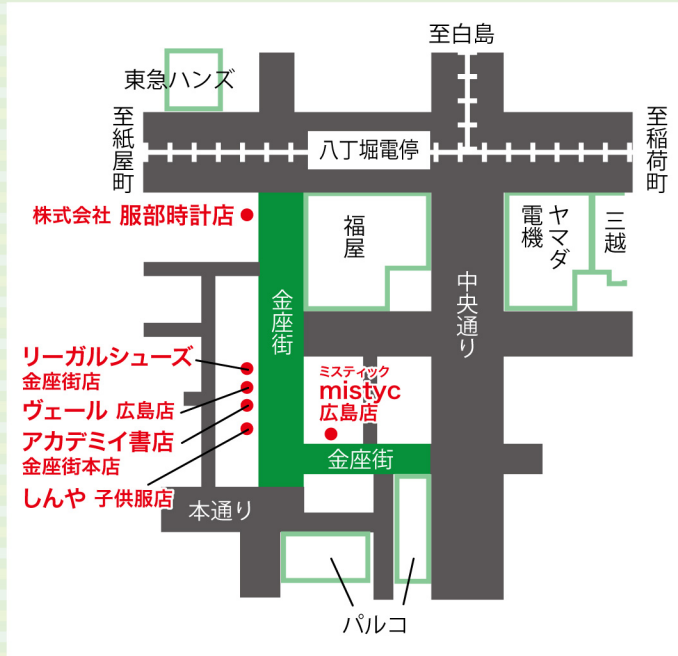 至白島
東急ハンズ
至紙屋町
八丁堀電停
至稲荷町
株式会社 服部時計店
福屋
ヤマダ
電機
三越
中央通り
金座街
リーガルシューズ
金座街店
ヴェール 広島店
アカデミイ書店
金座街本店
しんや 子供服店
ミスティック
mistyc
広島店
金座街
本通り
パルコ